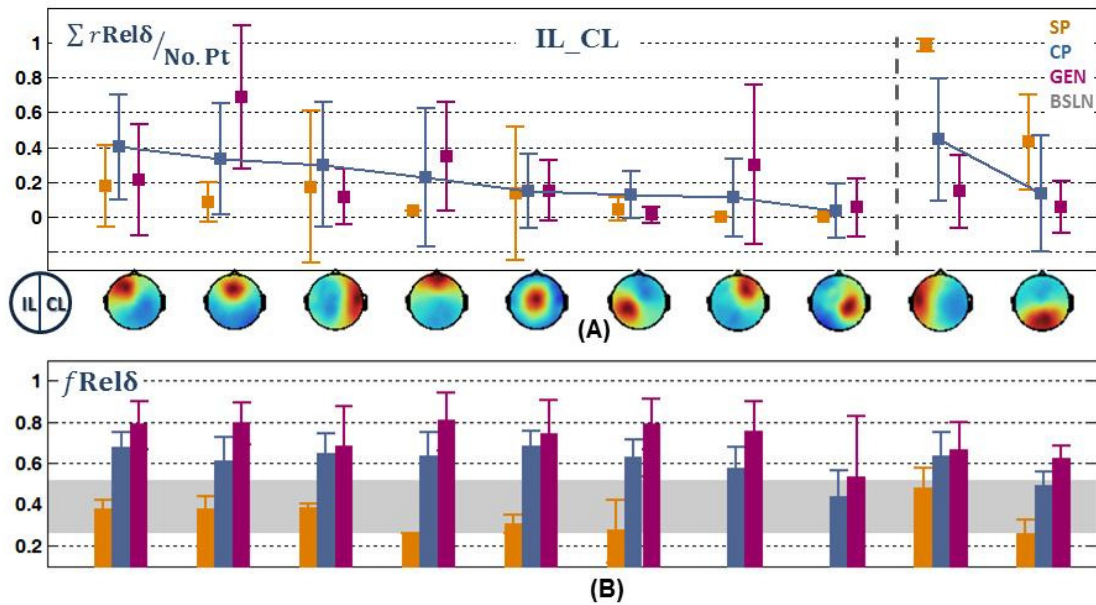 ∑ rRelδ/No. Pt
IL_CL
SP
CP
GEN
BSLN
1
0.8
0.6
0.4
0.2
0
IL CL
(A)
fRelδ
1
0.8
0.6
0.4
0.2
(B)